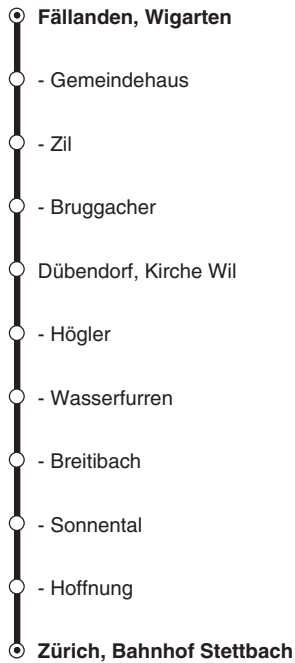 Fällanden, Wigarten
- Gemeindehaus
- Zil
- Bruggacher
Dübendorf, Kirche Wil
- Högler
- Wasserfurren
- Breitibach
- Sonnental
- Hoffnung
Zürich, Bahnhof Stettbach